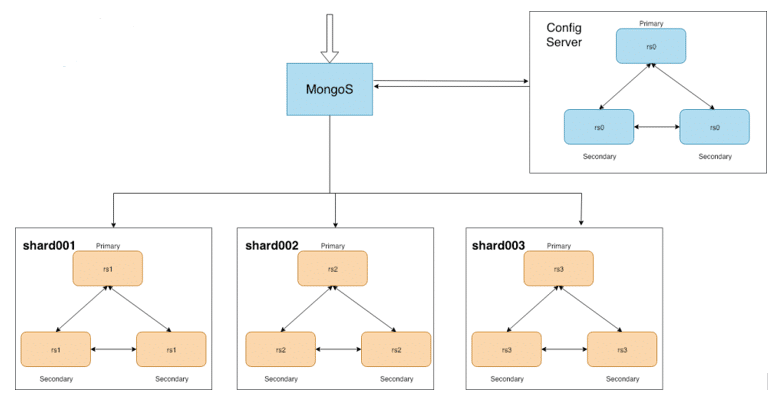 Config
Server
Primary
rs0
MongoS
rs0
rs0
Secondary
Secondary
shard001
Primary
rs1
rs1
rs1
Secondary
Secondary
shard002
Primary
rs2
rs2
rs2
Secondary
Secondary
shard003
Primary
rs3
rs3
rs3
Secondary
Secondary